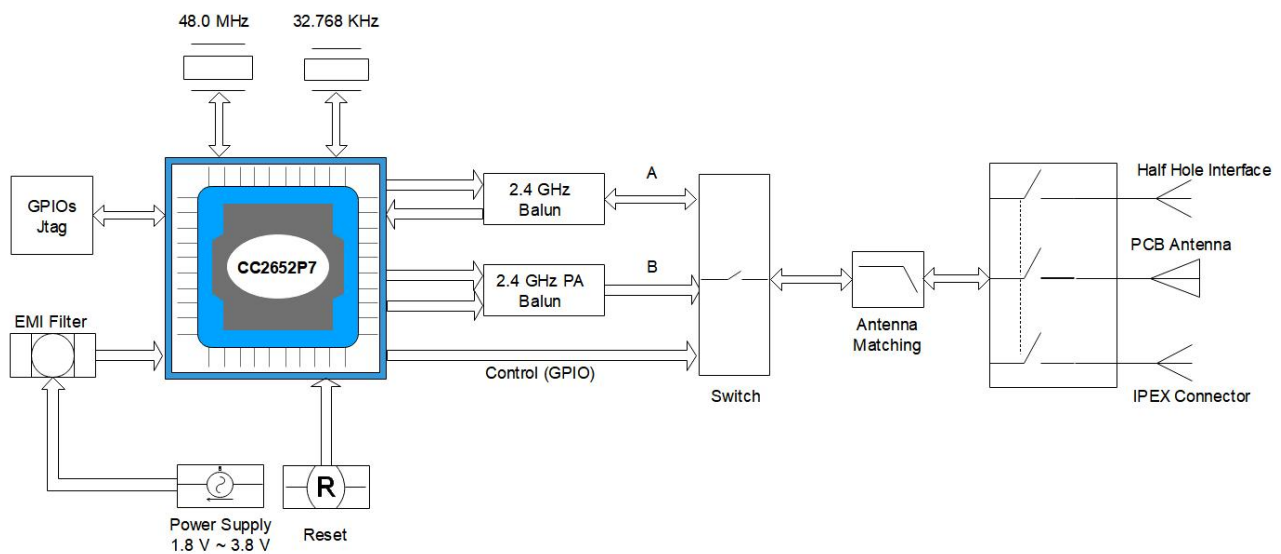 48.0 MHz
32.768 KHz
GPIOs
Jtag
CC2652P7
2.4 GHz
Balun
A
2.4 GHz PA
Balun
B
Control (GPIO)
Switch
Antenna
Matching
Half Hole Interface
PCB Antenna
IPEX Connector
EMI Filter
Power Supply
1.8 V ~ 3.8 V
R
Reset